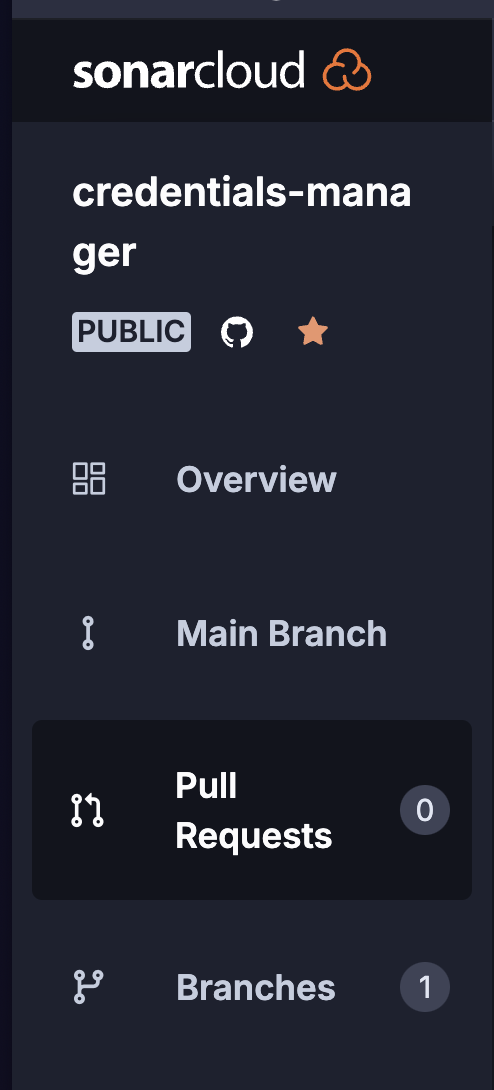 sonarcloud
credentials-mana
ger
PUBLIC
Overview
Main Branch
Pull
Requests
0
Branches
1